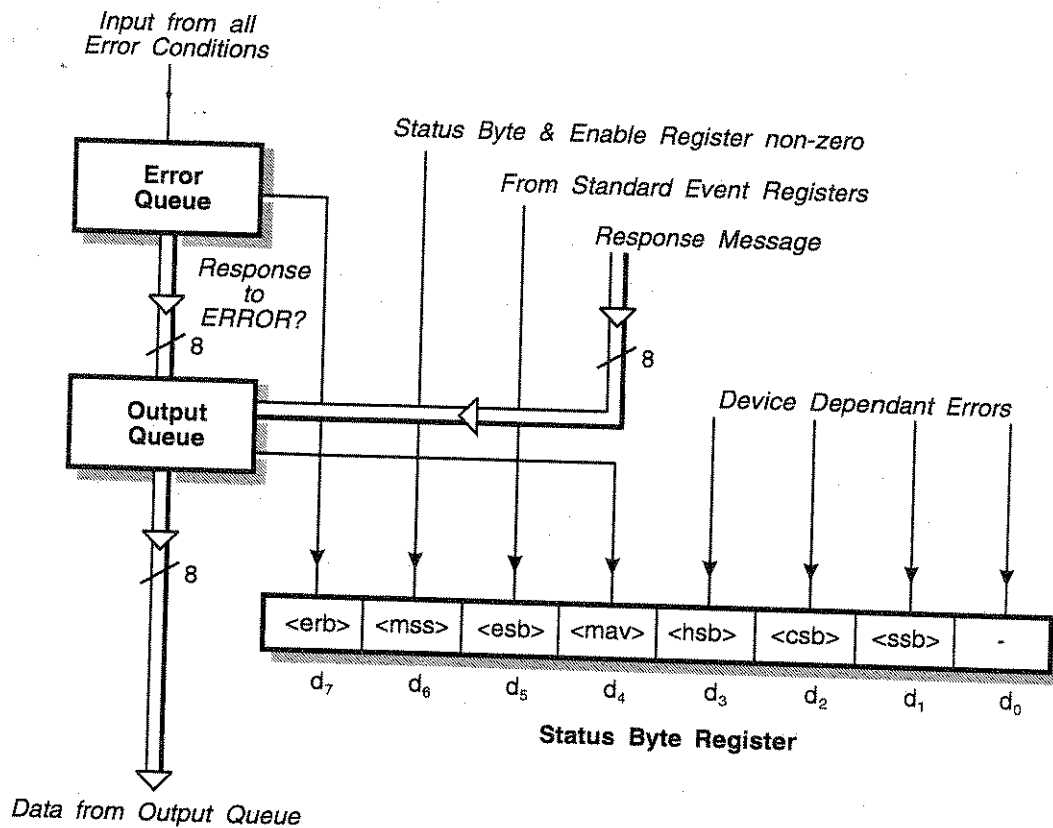 Input from all
Error Conditions
Status Byte & Enable Register non-zero
From Standard Event Registers
Response Message
Error
Queue
Response
to
ERROR?
8
8
Output
Queue
Device Dependant Errors
8
<erb> <mss> <esb> <mav> <hsb> <csb> <ssb> -
d₇ d₆ d₅ d₄ d₃ d₂ d₁ d₀
Status Byte Register
Data from Output Queue